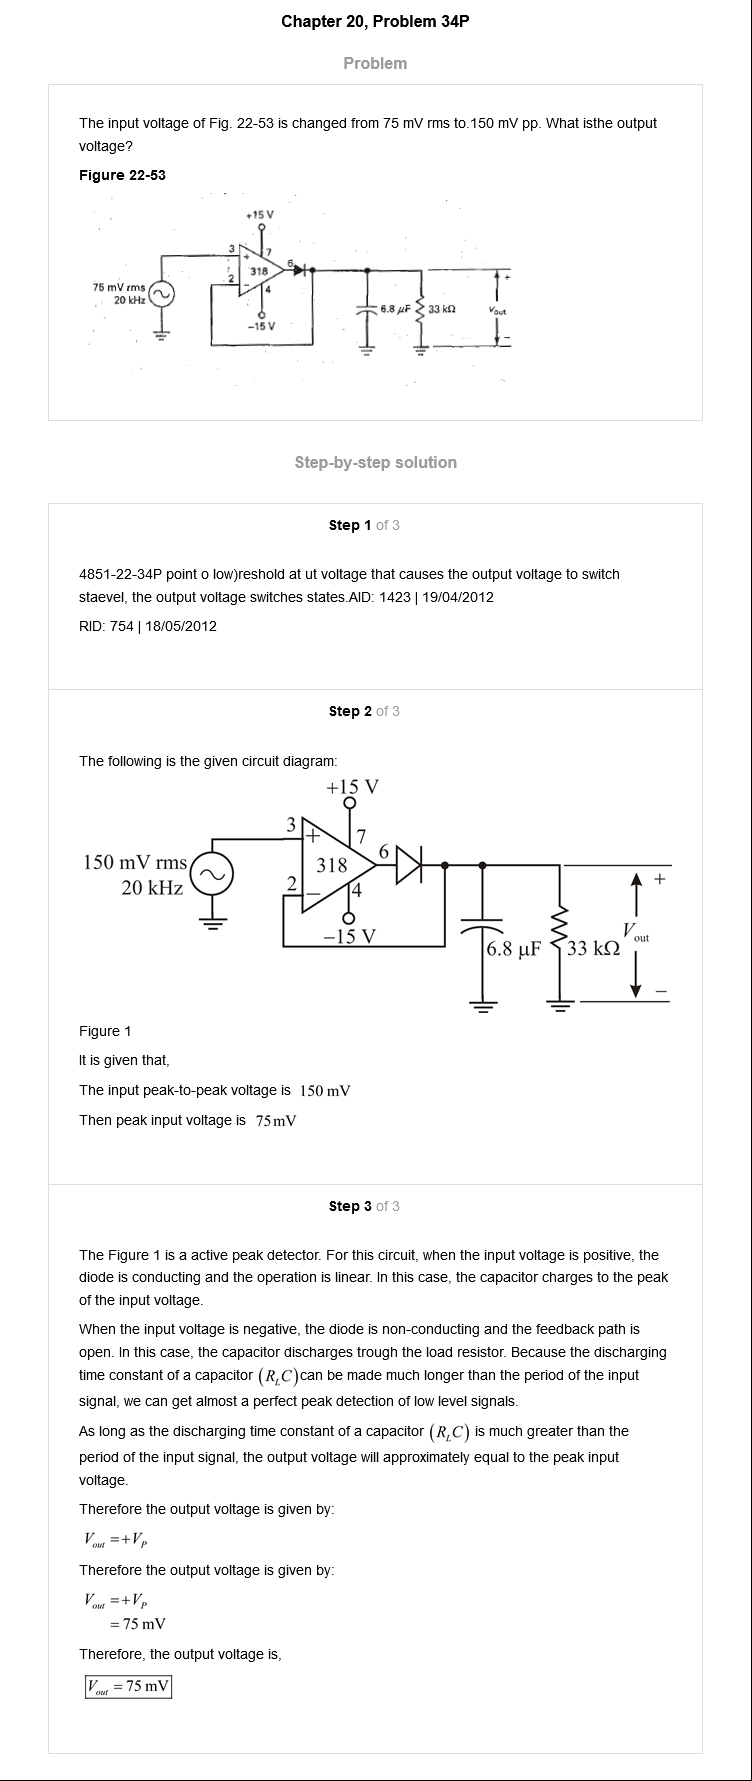 Chapter 20, Problem 34P
Problem
The input voltage of Fig. 22-53 is changed from 75 mV rms to.150 mV pp. What isthe output
voltage?
Figure 22-53
+15 V
3
+
7
318
6
2
−
4
75 mV rms
20 kHz
−15 V
6.8 µF
33 kΩ
+
Vout
−
Step-by-step solution
Step 1 of 3
4851-22-34P point o low)reshold at ut voltage that causes the output voltage to switch
staevel, the output voltage switches states.AID: 1423 | 19/04/2012
RID: 754 | 18/05/2012
Step 2 of 3
The following is the given circuit diagram:
+15 V
3
+
7
150 mV rms
20 kHz
318
6
2
−
4
−15 V
6.8 µF
33 kΩ
+
Vout
−
Figure 1
It is given that,
The input peak-to-peak voltage is 150 mV
Then peak input voltage is 75mV
Step 3 of 3
The Figure 1 is a active peak detector. For this circuit, when the input voltage is positive, the
diode is conducting and the operation is linear. In this case, the capacitor charges to the peak
of the input voltage.
When the input voltage is negative, the diode is non-conducting and the feedback path is
open. In this case, the capacitor discharges trough the load resistor. Because the discharging
time constant of a capacitor (R_L C)can be made much longer than the period of the input
signal, we can get almost a perfect peak detection of low level signals.
As long as the discharging time constant of a capacitor (R_L C) is much greater than the
period of the input signal, the output voltage will approximately equal to the peak input
voltage.
Therefore the output voltage is given by:
V_out =+V_P
Therefore the output voltage is given by:
V_out =+V_P
= 75 mV
Therefore, the output voltage is,
V_out = 75 mV